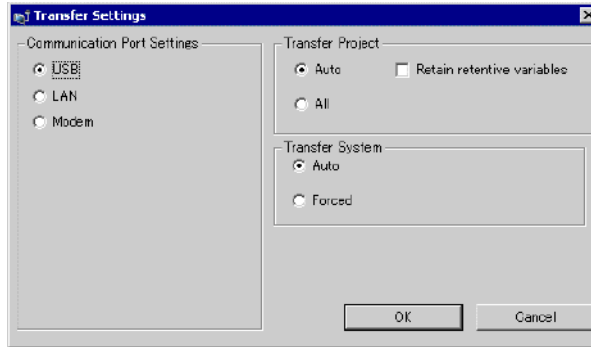 Transfer Settings
Communication Port Settings
USB
LAN
Modem
Transfer Project
Auto
Retain retentive variables
All
Transfer System
Auto
Forced
OK
Cancel